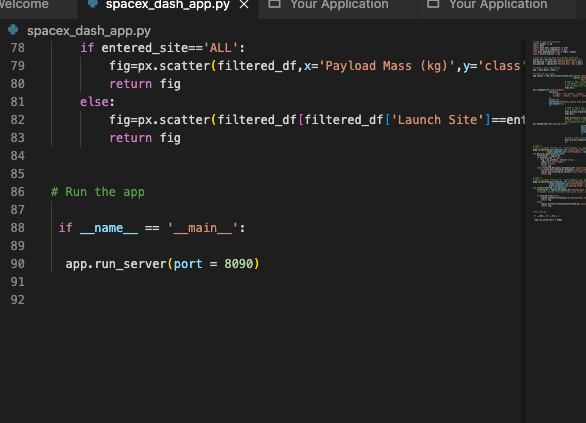 Welcome spacex_dash_app.py Your Application Your Application
spacex_dash_app.py
78 if entered_site=='ALL':
79 fig=px.scatter(filtered_df,x='Payload Mass (kg)',y='class'
80 return fig
81 else:
82 fig=px.scatter(filtered_df[filtered_df['Launch Site']==ent
83 return fig
84
85
86 # Run the app
87
88 if __name__ == '__main__':
89
90 app.run_server(port = 8090)
91
92